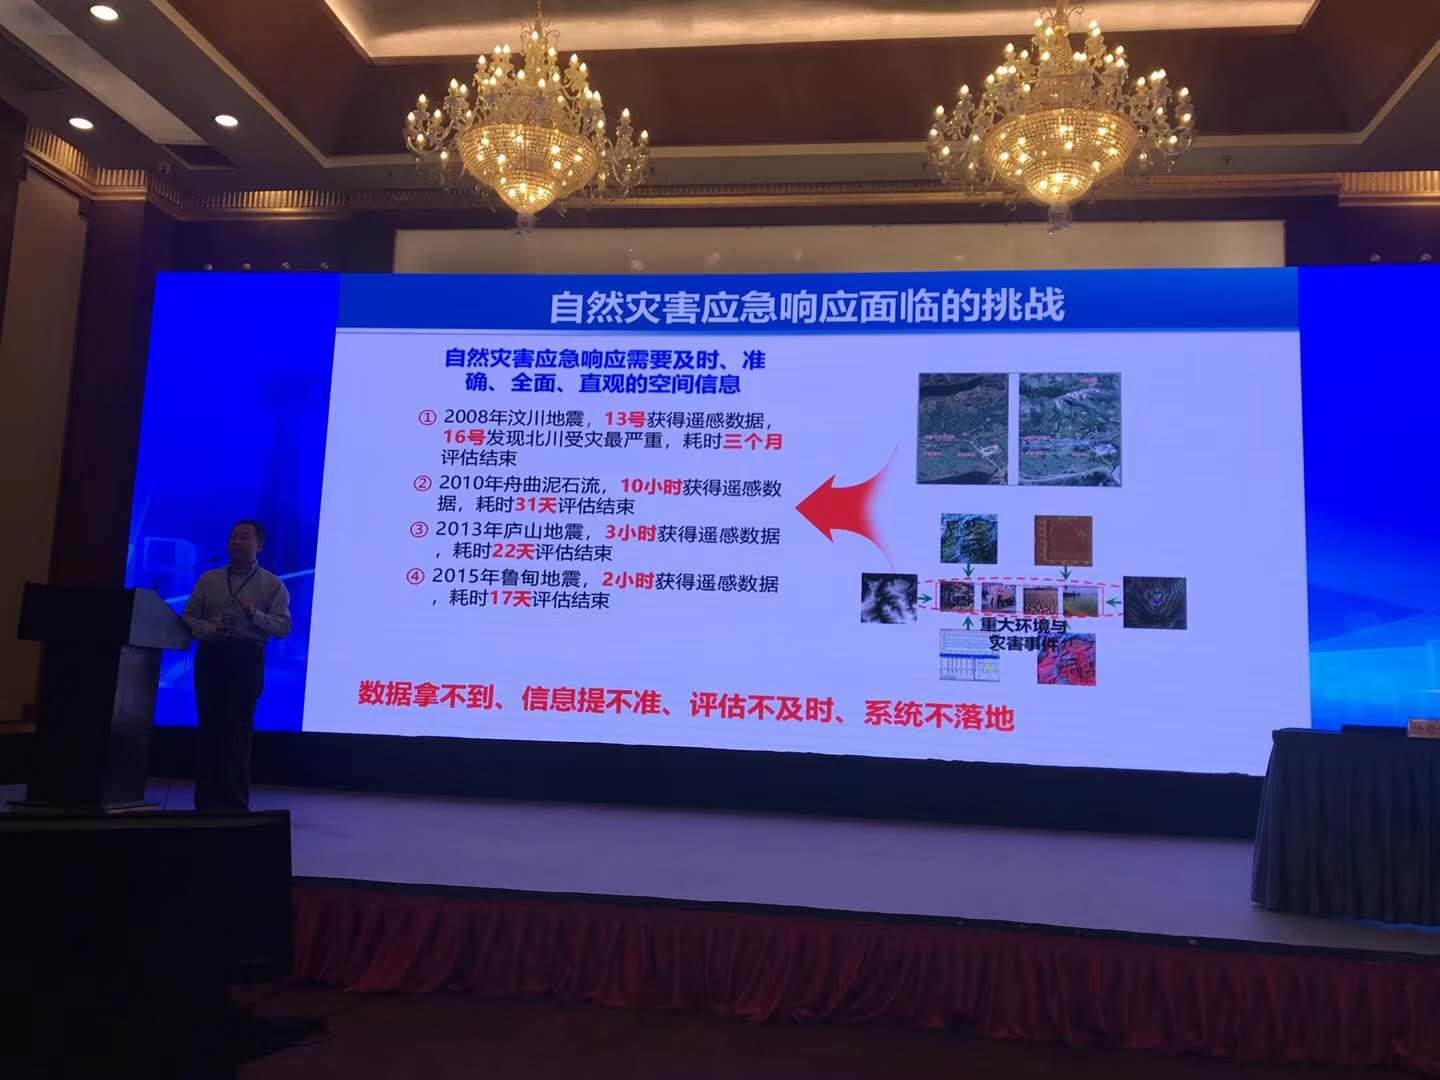 自然灾害应急响应面临的挑战
自然灾害应急响应需要及时、准
确、全面、直观的空间信息
① 2008年汶川地震，13号获得遥感数据，
16号发现北川受灾最严重，耗时三个月
评估结束
② 2010年舟曲泥石流，10小时获得遥感数
据，耗时31天评估结束
③ 2013年庐山地震，3小时获得遥感数据
，耗时22天评估结束
④ 2015年鲁甸地震，2小时获得遥感数据
，耗时17天评估结束
重大环境与
灾害事件
数据拿不到、信息提不准、评估不及时、系统不落地